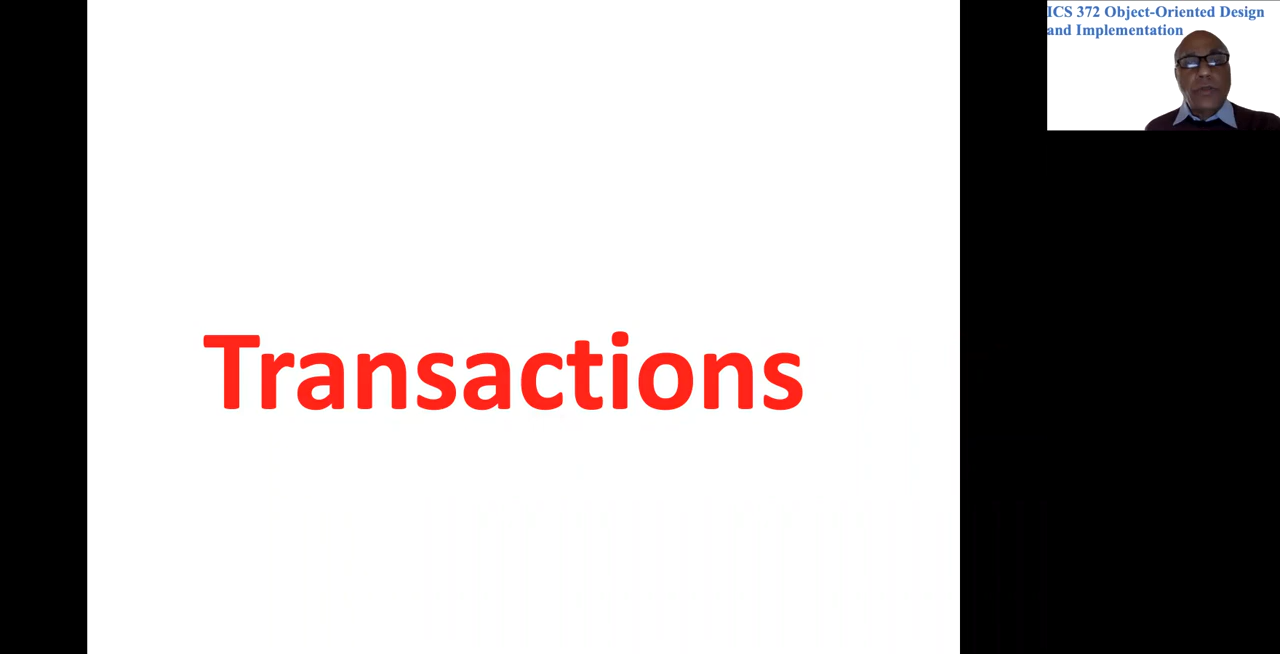 ICS 372 Object-Oriented Design
and Implementation
Transactions